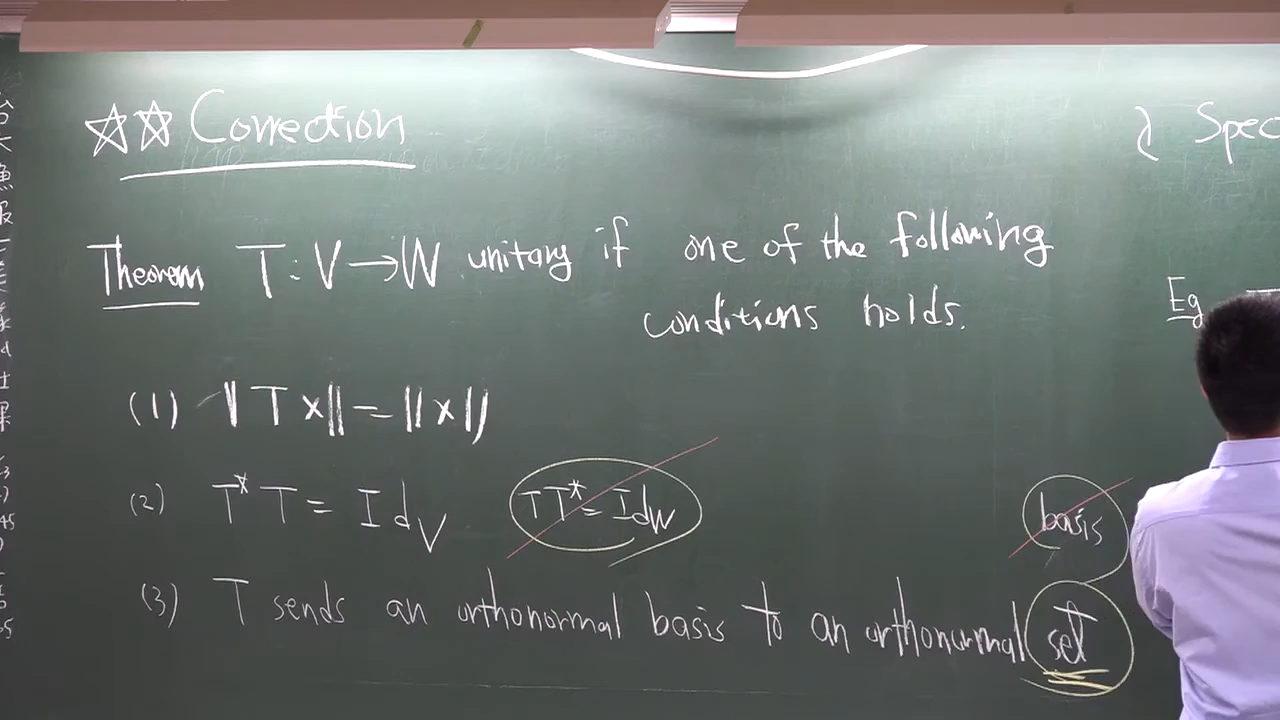 ☆☆ Correction
Theorem T : V → W unitary if one of the following
conditions holds.
(1) ‖Tx‖ = ‖x‖
(2) T*T = Id_V TT* = Id_W
basis
(3) T sends an orthonormal basis to an orthonormal set
Spec
Eg